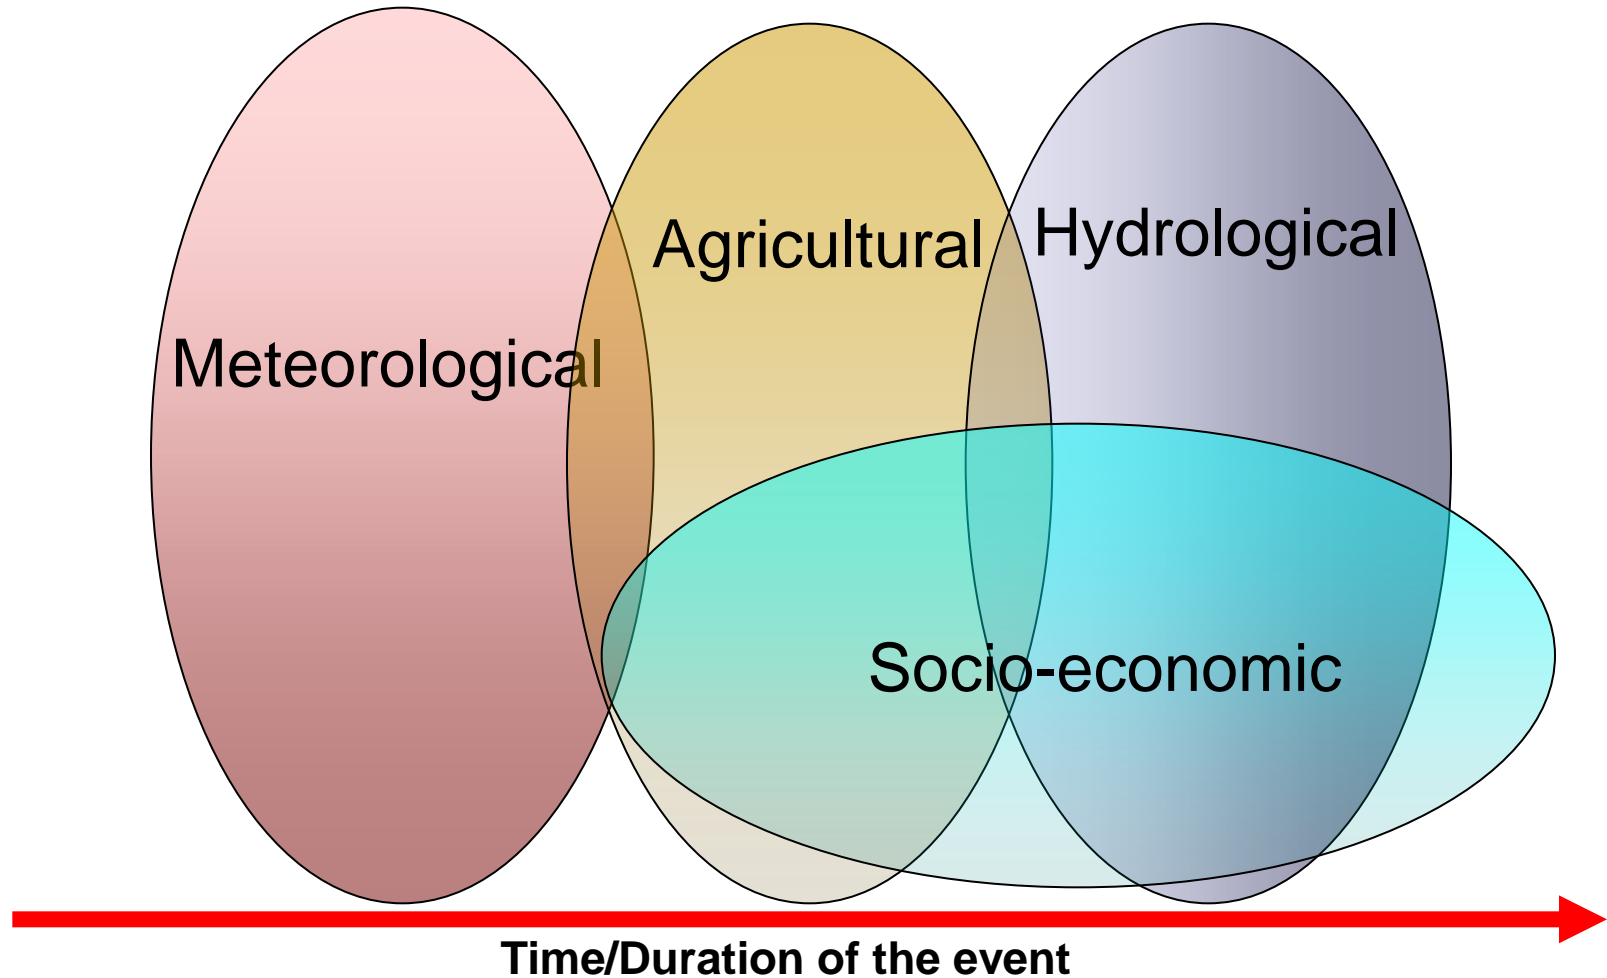 Meteorological
Agricultural
Hydrological
Socio-economic
Time/Duration of the event